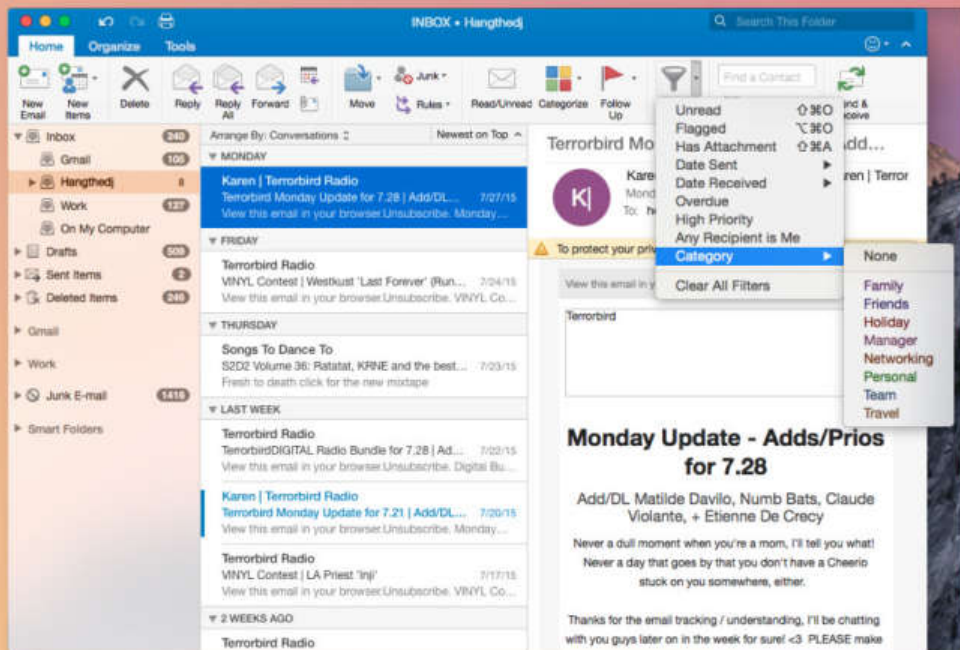 INBOX • Hangthedj
Search This Folder
Home Organize Tools
New Email
New Items
Delete
Reply
Reply All
Forward
Move
Junk
Rules
Read/Unread
Categorize
Follow Up
Find a Contact
nd & ceive
Inbox 240
Gmail 105
Hangthedj 8
Work 127
On My Computer
Drafts 509
Sent Items 2
Deleted Items 246
Gmail
Work
Junk E-mail 1416
Smart Folders
Arrange By: Conversations Newest on Top
MONDAY
Karen | Terrorbird Radio
Terrorbird Monday Update for 7.28 | Add/DL... 7/27/15
View this email in your browser.Unsubscribe. Monday...
FRIDAY
Terrorbird Radio
VINYL Contest | Westkust 'Last Forever' (Run... 7/24/15
View this email in your browser.Unsubscribe. VINYL Co...
THURSDAY
Songs To Dance To
S2D2 Volume 36: Ratatat, KRNE and the best... 7/23/15
Fresh to death click for the new mixtape
LAST WEEK
Terrorbird Radio
TerrorbirdDIGITAL Radio Bundle for 7.28 | Ad... 7/22/15
View this email in your browser.Unsubscribe. Digital Bu...
Karen | Terrorbird Radio
Terrorbird Monday Update for 7.21 | Add/DL... 7/20/15
View this email in your browser.Unsubscribe. Monday...
Terrorbird Radio
VINYL Contest | LA Priest 'Inji' 7/17/15
View this email in your browser.Unsubscribe. VINYL Co...
2 WEEKS AGO
Terrorbird Radio
Terrorbird Mo
dd...
K|
Kare
ren | Terror
Mond
To: h
To protect your priv
View this email in y
Unread ⇧⌘O
Flagged ⌥⌘O
Has Attachment ⇧⌘A
Date Sent
Date Received
Overdue
High Priority
Any Recipient is Me
Category
Clear All Filters
None
Family
Friends
Holiday
Manager
Networking
Personal
Team
Travel
Terrorbird
Monday Update - Adds/Prios
for 7.28
Add/DL Matilde Davilo, Numb Bats, Claude
Violante, + Etienne De Crecy
Never a dull moment when you're a mom, I'll tell you what!
Never a day that goes by that you don't have a Cheerio
stuck on you somewhere, either.
Thanks for the email tracking / understanding, I'll be chatting
with you guys later on in the week for sure! <3 PLEASE make